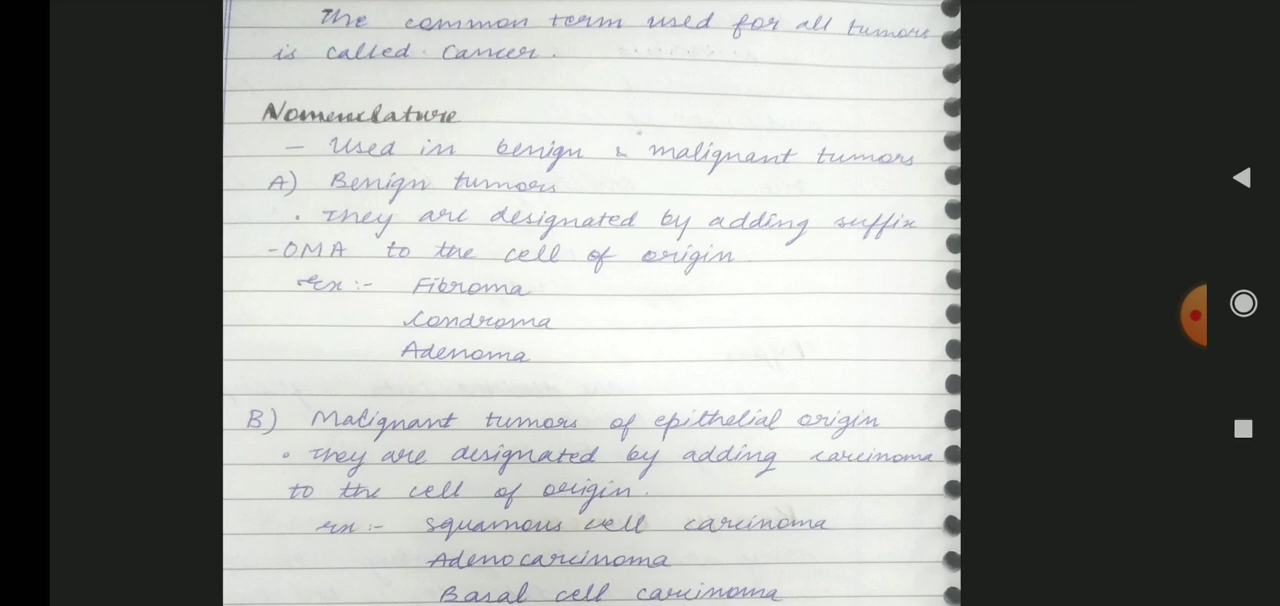 The common term used for all tumors
is called Cancer.
Nomenclature
- Used in benign & malignant tumors
A) Benign tumors
• They are designated by adding suffix
-OMA to the cell of origin.
ex:- Fibroma
Condroma
Adenoma
B) Malignant tumors of epithelial origin
• They are designated by adding carcinoma
to the cell of origin.
ex:- Squamous cell carcinoma
Adenocarcinoma
Basal cell carcinoma